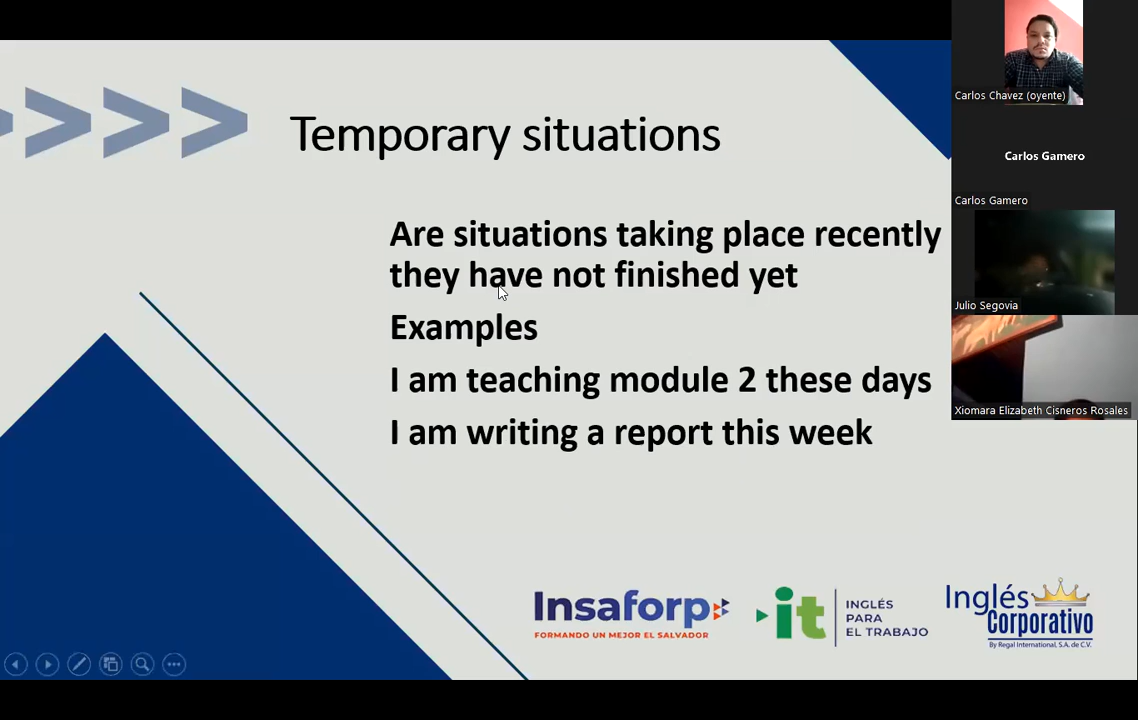 Temporary situations
Are situations taking place recently
they have not finished yet
Examples
I am teaching module 2 these days
I am writing a report this week
Insaforp
FORMANDO UN MEJOR EL SALVADOR
it
INGLÉS
PARA
EL TRABAJO
Inglés
Corporativo
By Regal International, S.A. de C.V.
Carlos Chavez (oyente)
Carlos Gamero
Carlos Gamero
Julio Segovia
Xiomara Elizabeth Cisneros Rosales